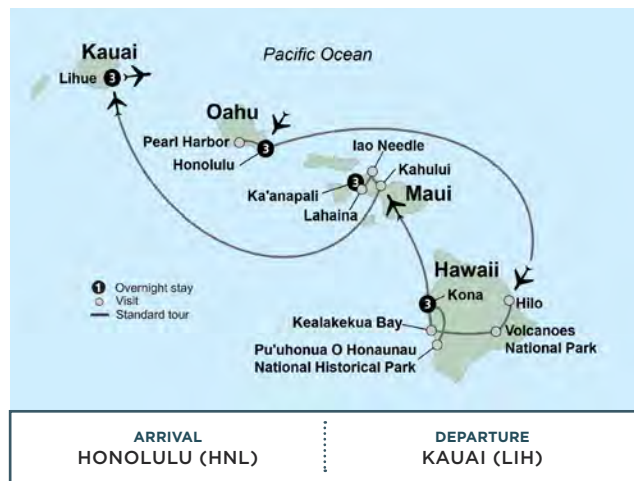 Kauai
Pacific Ocean
Lihue
3
Oahu
Pearl Harbor
Honolulu
3
Iao Needle
Ka'anapali
3
Kahului
Lahaina
Maui
Hawaii
1 Overnight stay
Visit
Standard tour
3
Kona
Hilo
Kealakekua Bay
Volcanoes
National Park
Pu'uhonua O Honaunau
National Historical Park
ARRIVAL
HONOLULU (HNL)
DEPARTURE
KAUAI (LIH)